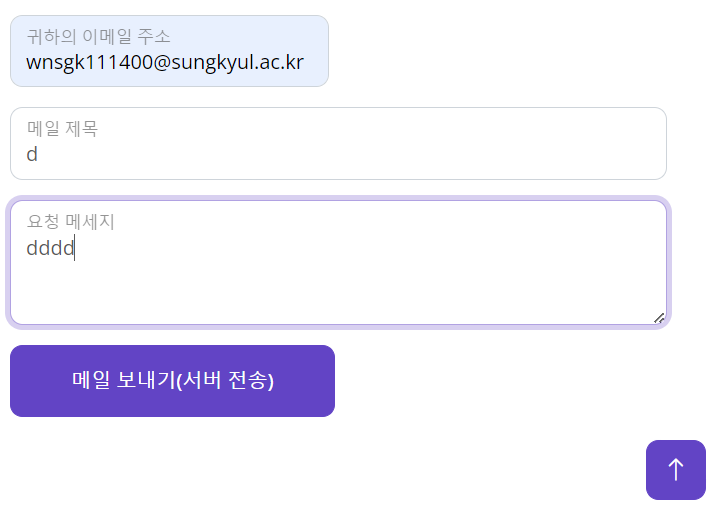 귀하의 이메일 주소
wnsgk111400@sungkyul.ac.kr
메일 제목
d
요청 메세지
dddd
메일 보내기(서버 전송)